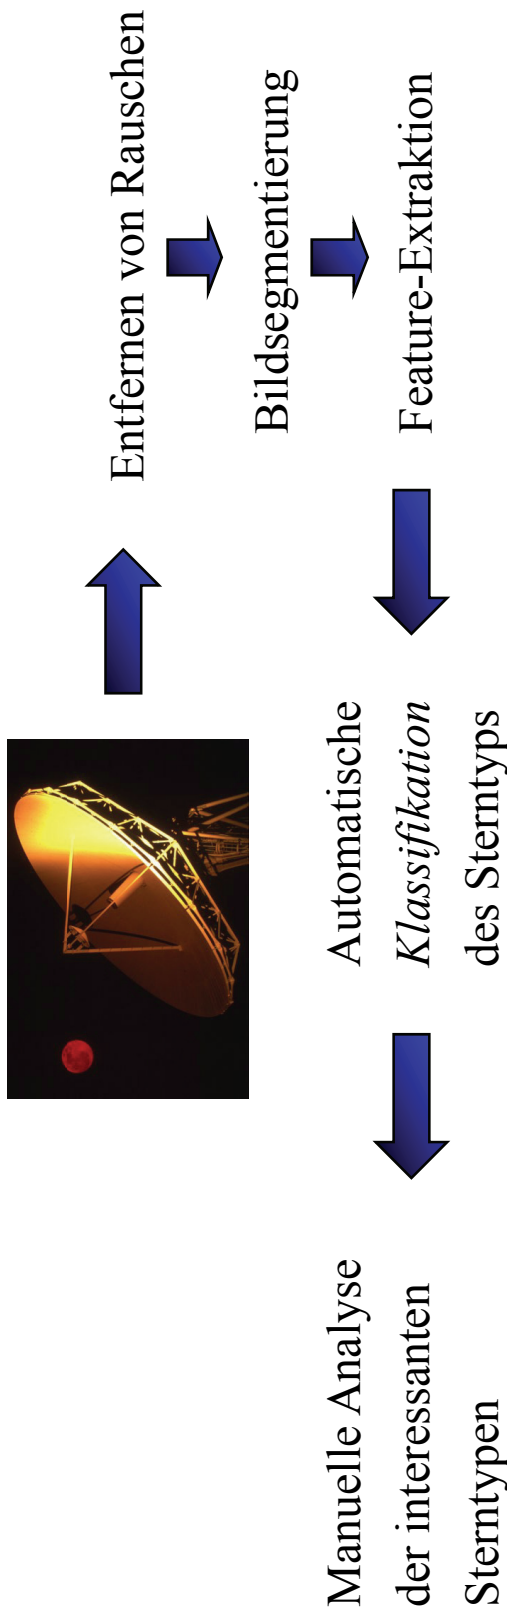 Entfernen von Rauschen
Bildsegmentierung
Feature-Extraktion
Automatische
Klassifikation
des Sterntyps
Manuelle Analyse
der interessanten
Sterntypen